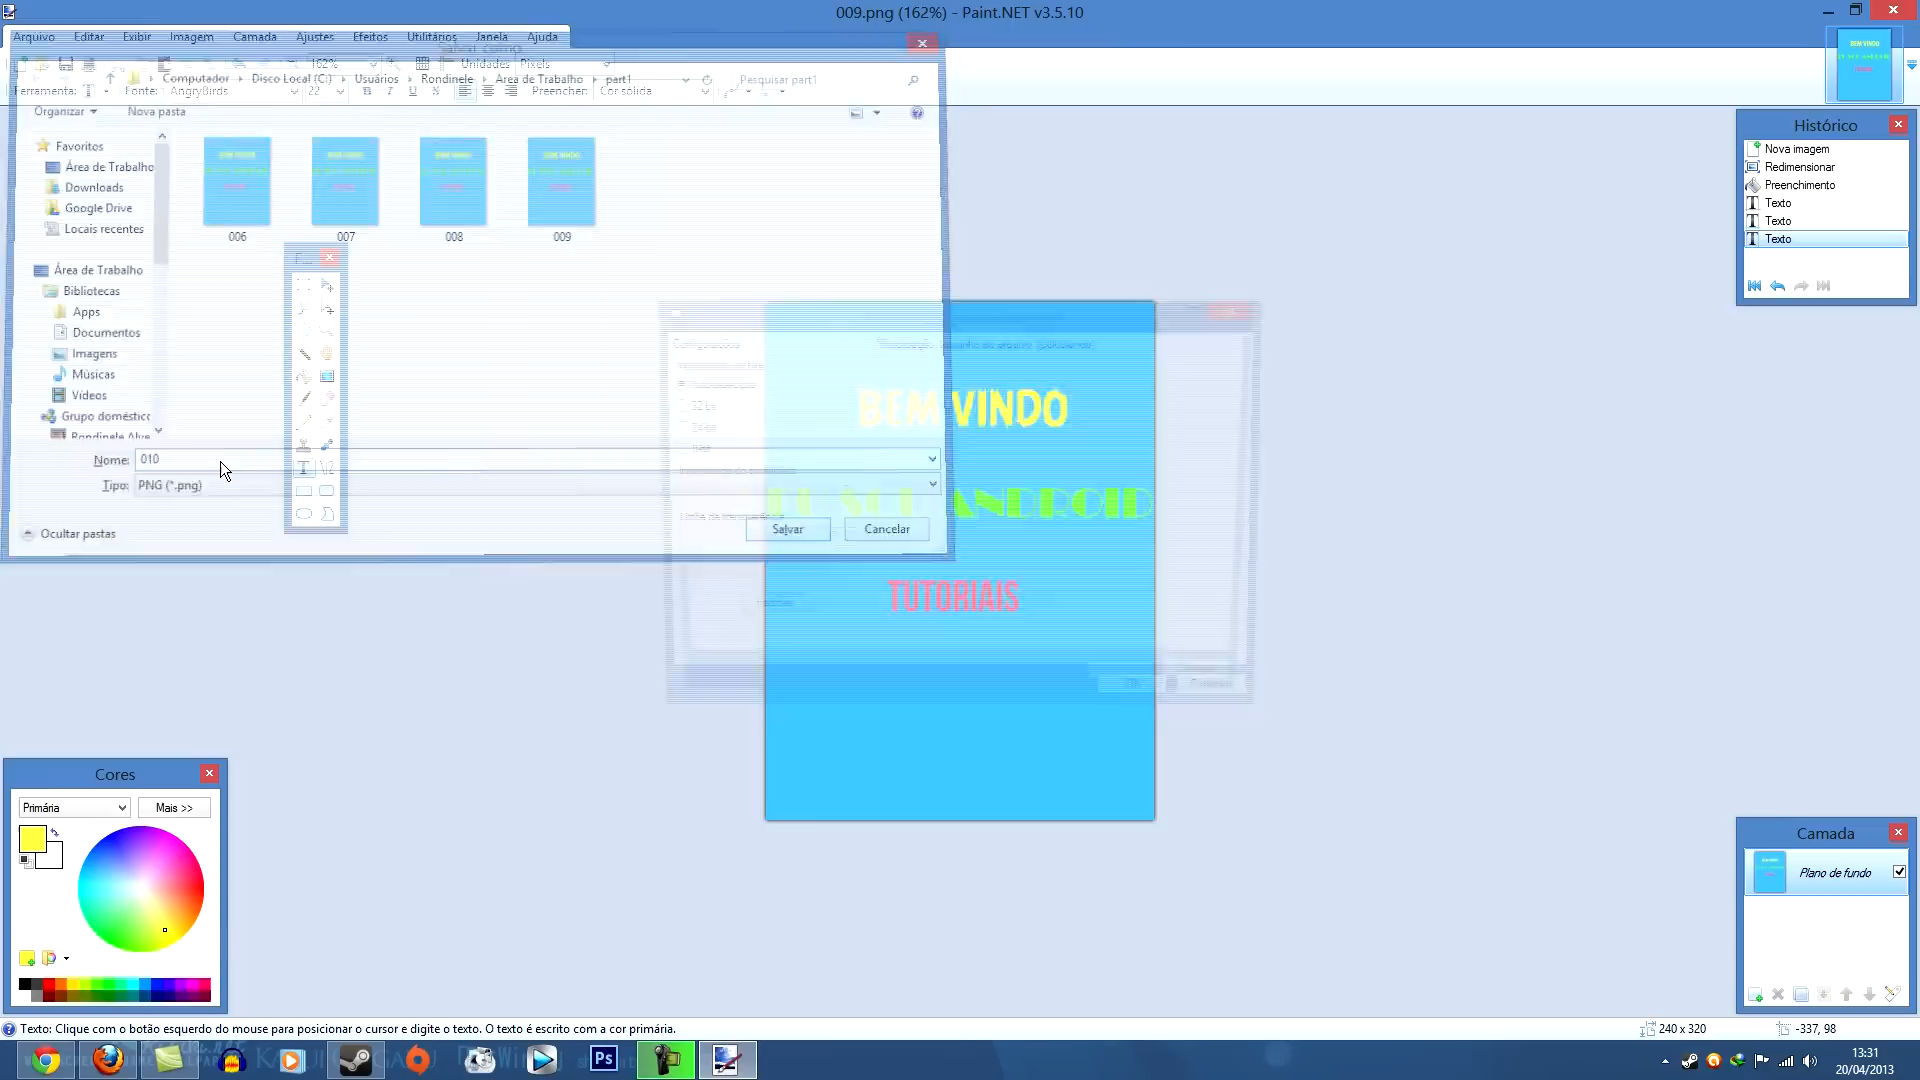 009.png (162%) - Paint.NET v3.5.10
Arquivo Editar Exibir Imagem Camada Ajustes Efeitos Utilitários Janela Ajuda
162% Unidades Pixels
Computador Disco Local (C:) Usuários Rondinele Área de Trabalho part1 Pesquisar part1
Ferramenta: T Fonte: AngryBirds 22 B I U S Preencher: Cor sólida
Organizar Nova pasta
Favoritos
Área de Trabalho
Downloads
Google Drive
Locais recentes
Área de Trabalho
Bibliotecas
Apps
Documentos
Imagens
Músicas
Vídeos
Grupo doméstico
Rondinele Alve
006 007 008 009
Nome: 010
Tipo: PNG (*.png)
Ocultar pastas
Salvar Cancelar
BEM VINDO
ANDROID
TUTORIAIS
Histórico
Nova imagem
Redimensionar
Preenchimento
Texto
Texto
Texto
Cores
Primária Mais >>
Camada
Plano de fundo
Texto: Clique com o botão esquerdo do mouse para posicionar o cursor e digite o texto. O texto é escrito com a cor primária.
240 x 320 -337, 98
Ps
13:31
20/04/2013